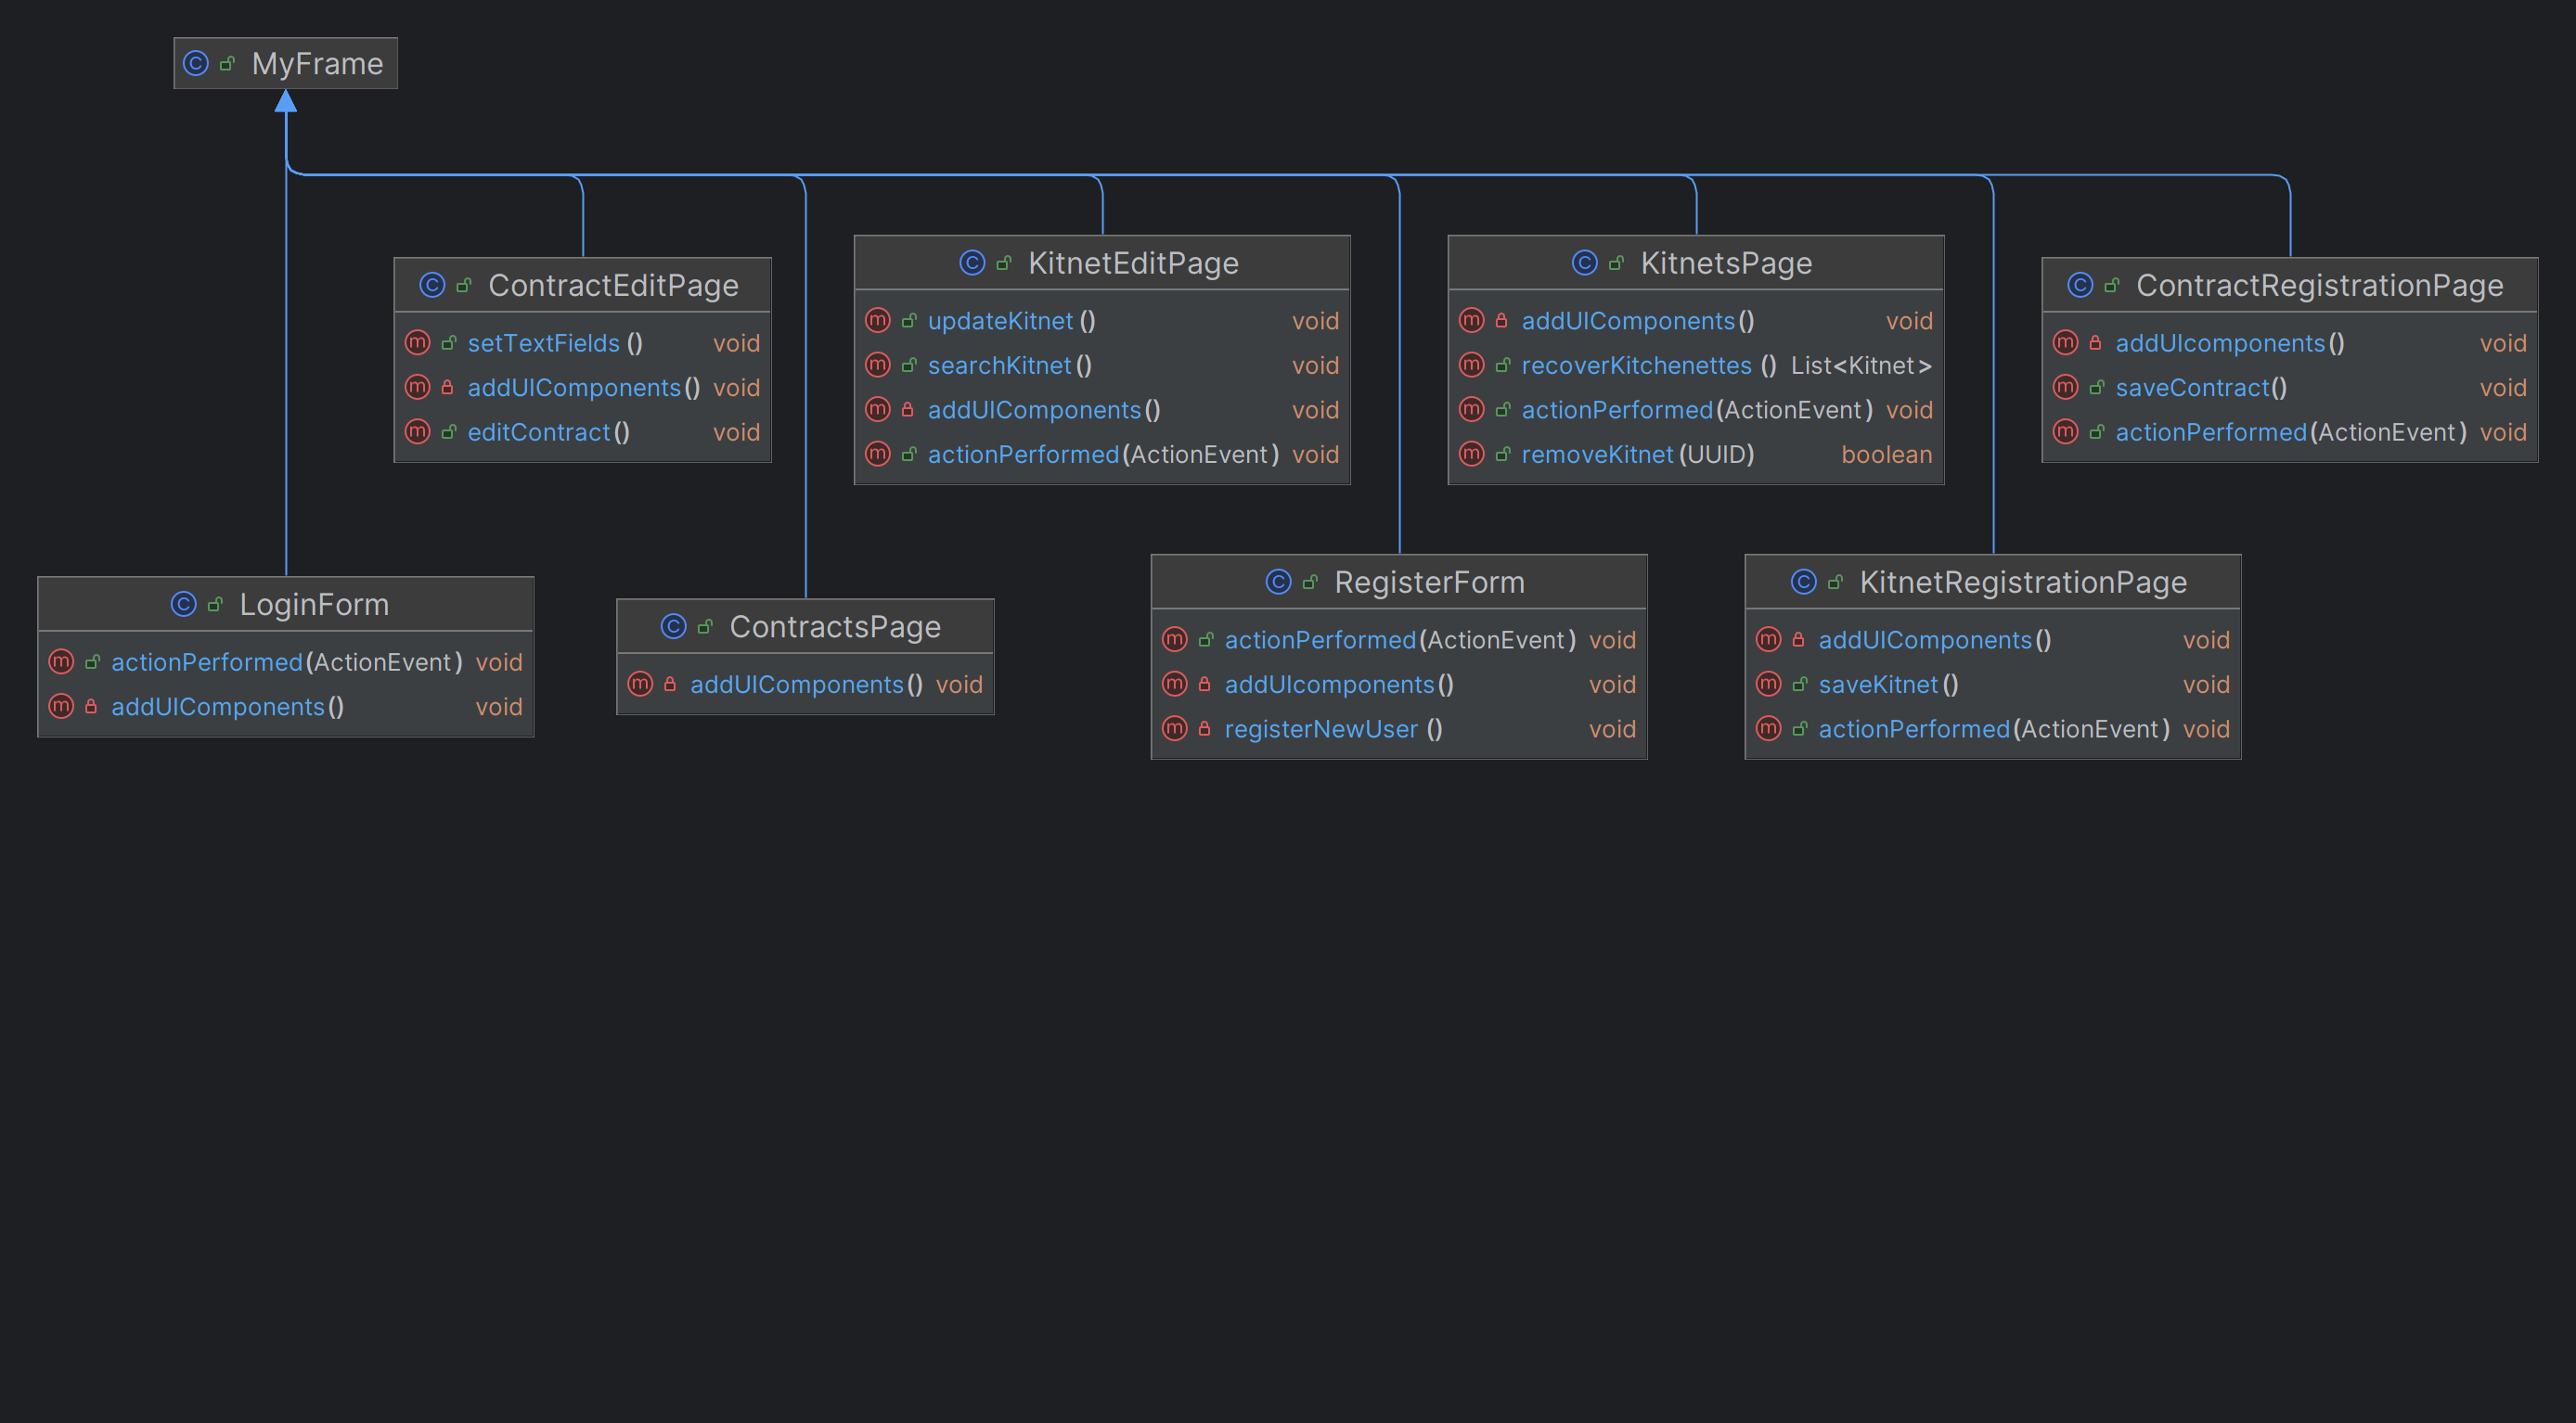 MyFrame
ContractEditPage
setTextFields() void
addUIComponents() void
editContract() void
KitnetEditPage
updateKitnet() void
searchKitnet() void
addUIComponents() void
actionPerformed(ActionEvent) void
KitnetsPage
addUIComponents() void
recoverKitchenettes() List<Kitnet>
actionPerformed(ActionEvent) void
removeKitnet(UUID) boolean
ContractRegistrationPage
addUIcomponents() void
saveContract() void
actionPerformed(ActionEvent) void
LoginForm
actionPerformed(ActionEvent) void
addUIComponents() void
ContractsPage
addUIComponents() void
RegisterForm
actionPerformed(ActionEvent) void
addUIcomponents() void
registerNewUser() void
KitnetRegistrationPage
addUIComponents() void
saveKitnet() void
actionPerformed(ActionEvent) void